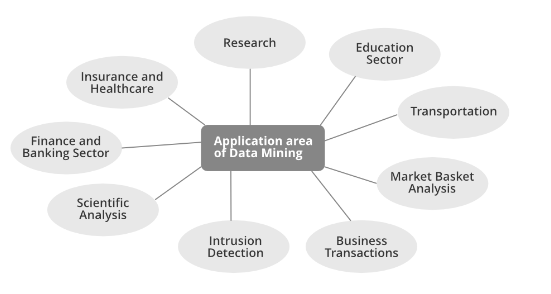 Research
Education
Sector
Insurance and
Healthcare
Transportation
Application area
of Data Mining
Finance and
Banking Sector
Market Basket
Analysis
Scientific
Analysis
Intrusion
Detection
Business
Transactions